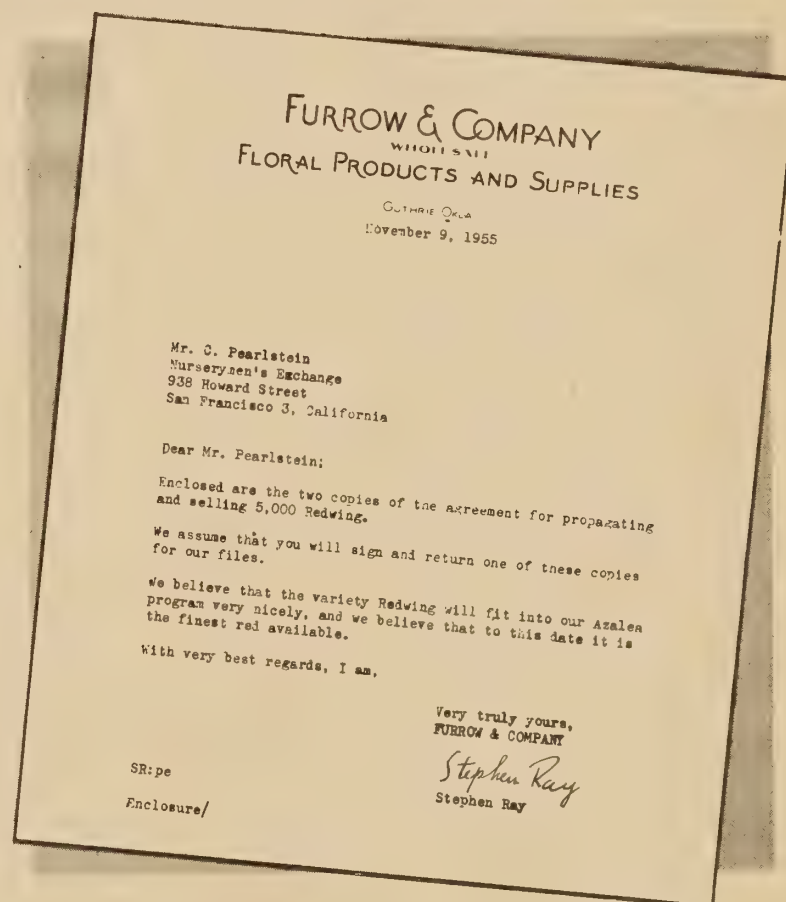 FURROW & COMPANY
WHOLESALE
FLORAL PRODUCTS AND SUPPLIES
GUTHRIE OKLA
November 9, 1955
Mr. C. Pearlstein
Nurserymen's Exchange
938 Howard Street
San Francisco 3, California
Dear Mr. Pearlstein;
Enclosed are the two copies of the agreement for propagating
and selling 5,000 Redwing.
We assume that you will sign and return one of these copies
for our files.
We believe that the variety Redwing will fit into our Azalea
program very nicely, and we believe that to this date it is
the finest red available.
With very best regards, I am,
Very truly yours,
FURROW & COMPANY
Stephen Ray
Stephen Ray
SR:pe
Enclosure/